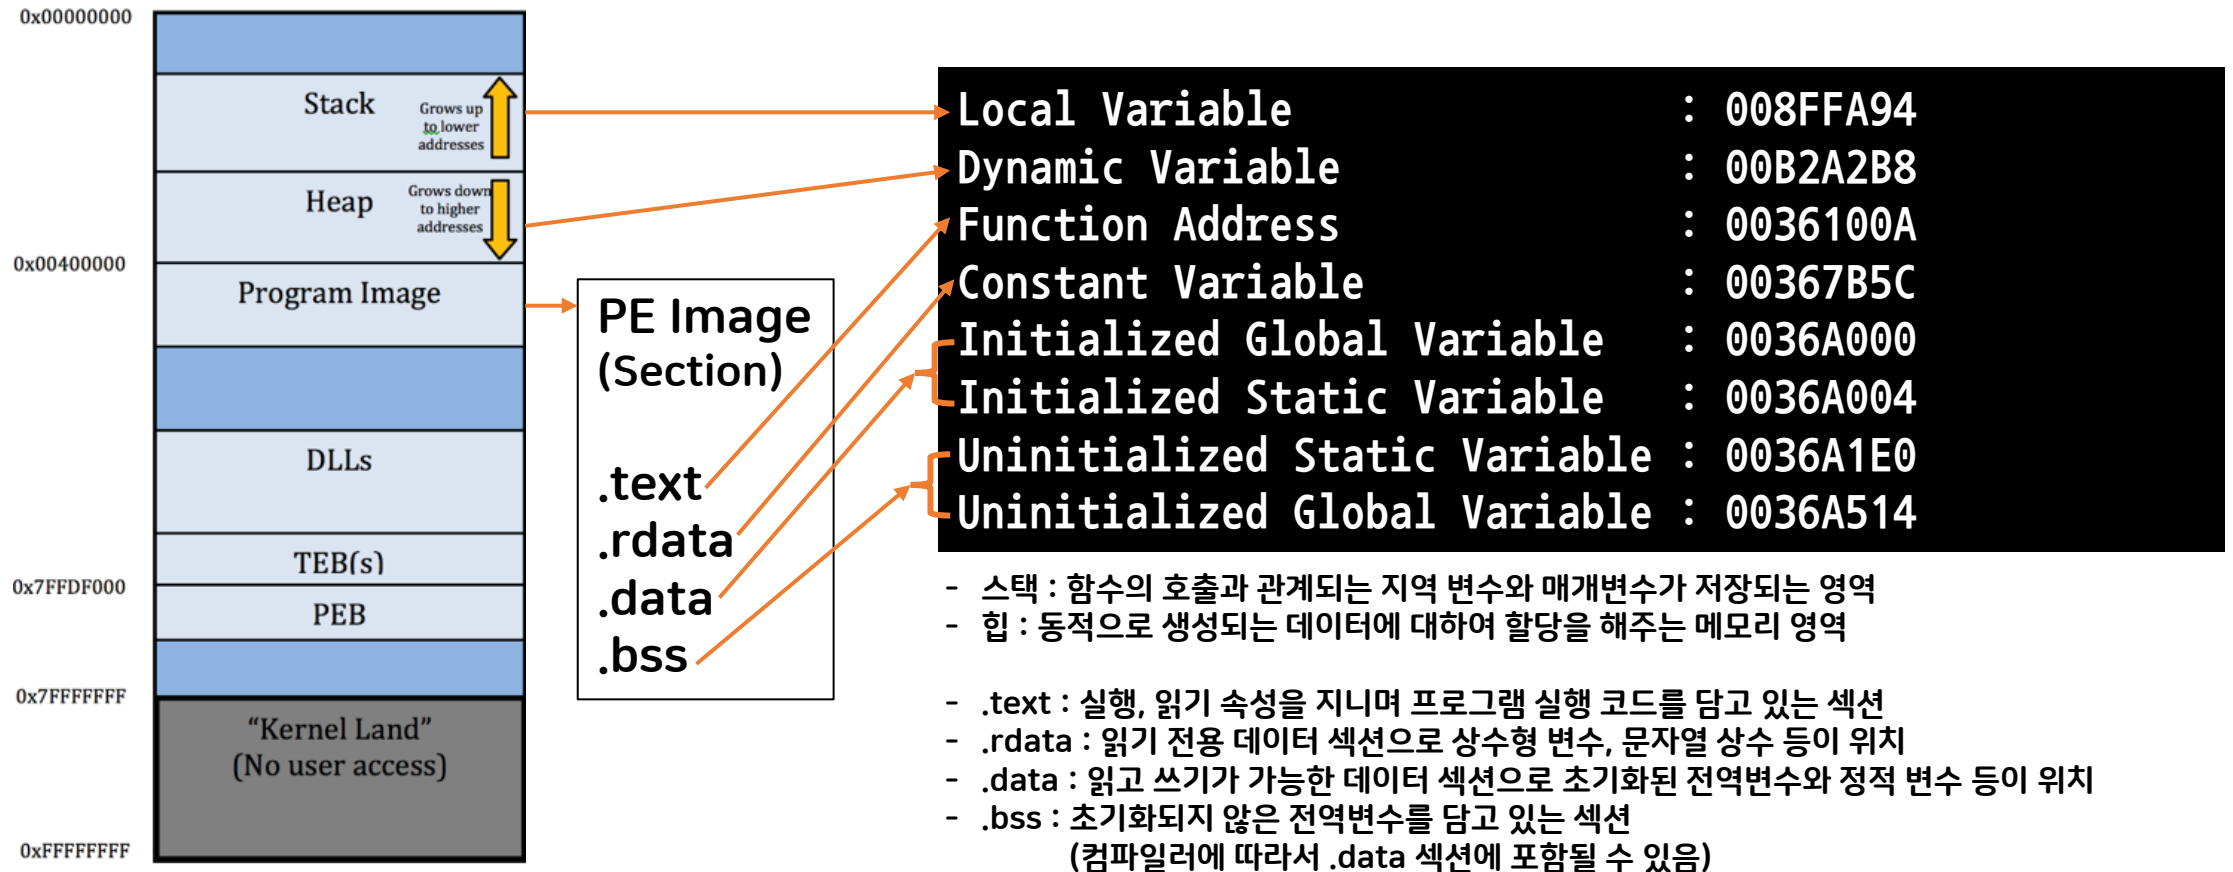 0x00000000
Stack
Grows up
to lower
addresses
Heap
Grows down
to higher
addresses
0x00400000
Program Image
DLLs
TEB(s)
0x7FFDF000
PEB
0x7FFFFFFF
“Kernel Land”
(No user access)
0xFFFFFFFF
PE Image
(Section)
.text
.rdata
.data
.bss
Local Variable : 008FFA94
Dynamic Variable : 00B2A2B8
Function Address : 0036100A
Constant Variable : 00367B5C
Initialized Global Variable : 0036A000
Initialized Static Variable : 0036A004
Uninitialized Static Variable : 0036A1E0
Uninitialized Global Variable : 0036A514
- 스택 : 함수의 호출과 관계되는 지역 변수와 매개변수가 저장되는 영역
- 힙 : 동적으로 생성되는 데이터에 대하여 할당을 해주는 메모리 영역
- .text : 실행, 읽기 속성을 지니며 프로그램 실행 코드를 담고 있는 섹션
- .rdata : 읽기 전용 데이터 섹션으로 상수형 변수, 문자열 상수 등이 위치
- .data : 읽고 쓰기가 가능한 데이터 섹션으로 초기화된 전역변수와 정적 변수 등이 위치
- .bss : 초기화되지 않은 전역변수를 담고 있는 섹션
(컴파일러에 따라서 .data 섹션에 포함될 수 있음)